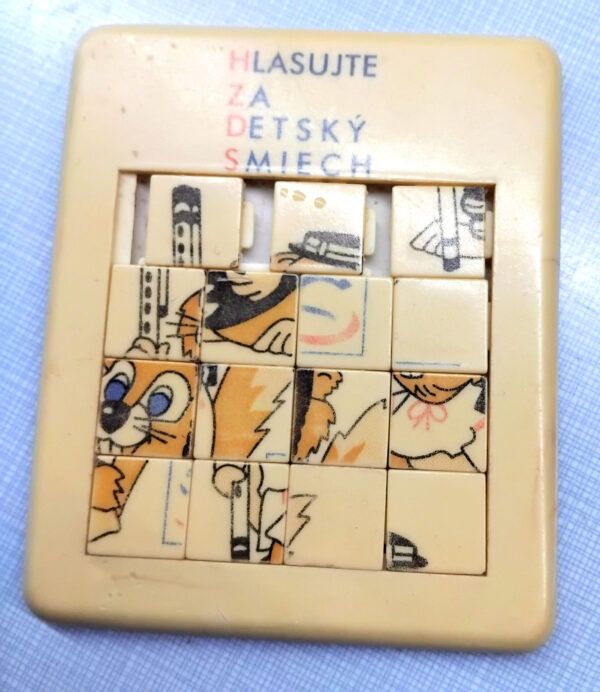 HLASUJTE
ZA
DETSKÝ
SMIECH